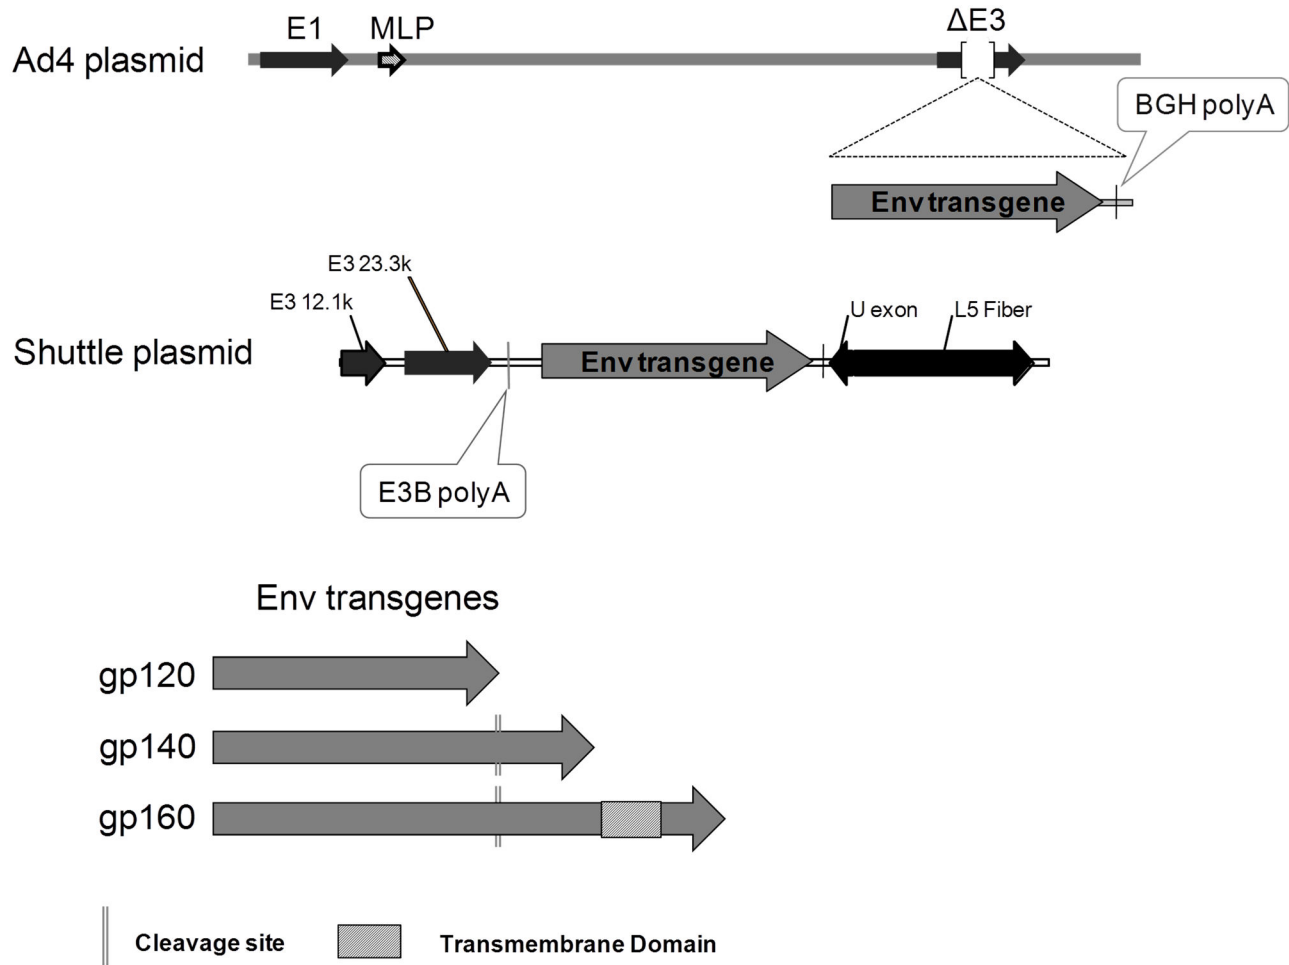 E1
MLP
ΔE3
Ad4 plasmid
BGH polyA
Env transgene
E3 23.3k
E3 12.1k
U exon
L5 Fiber
Shuttle plasmid
Env transgene
E3B polyA
Env transgenes
gp120
gp140
gp160
Cleavage site
Transmembrane Domain